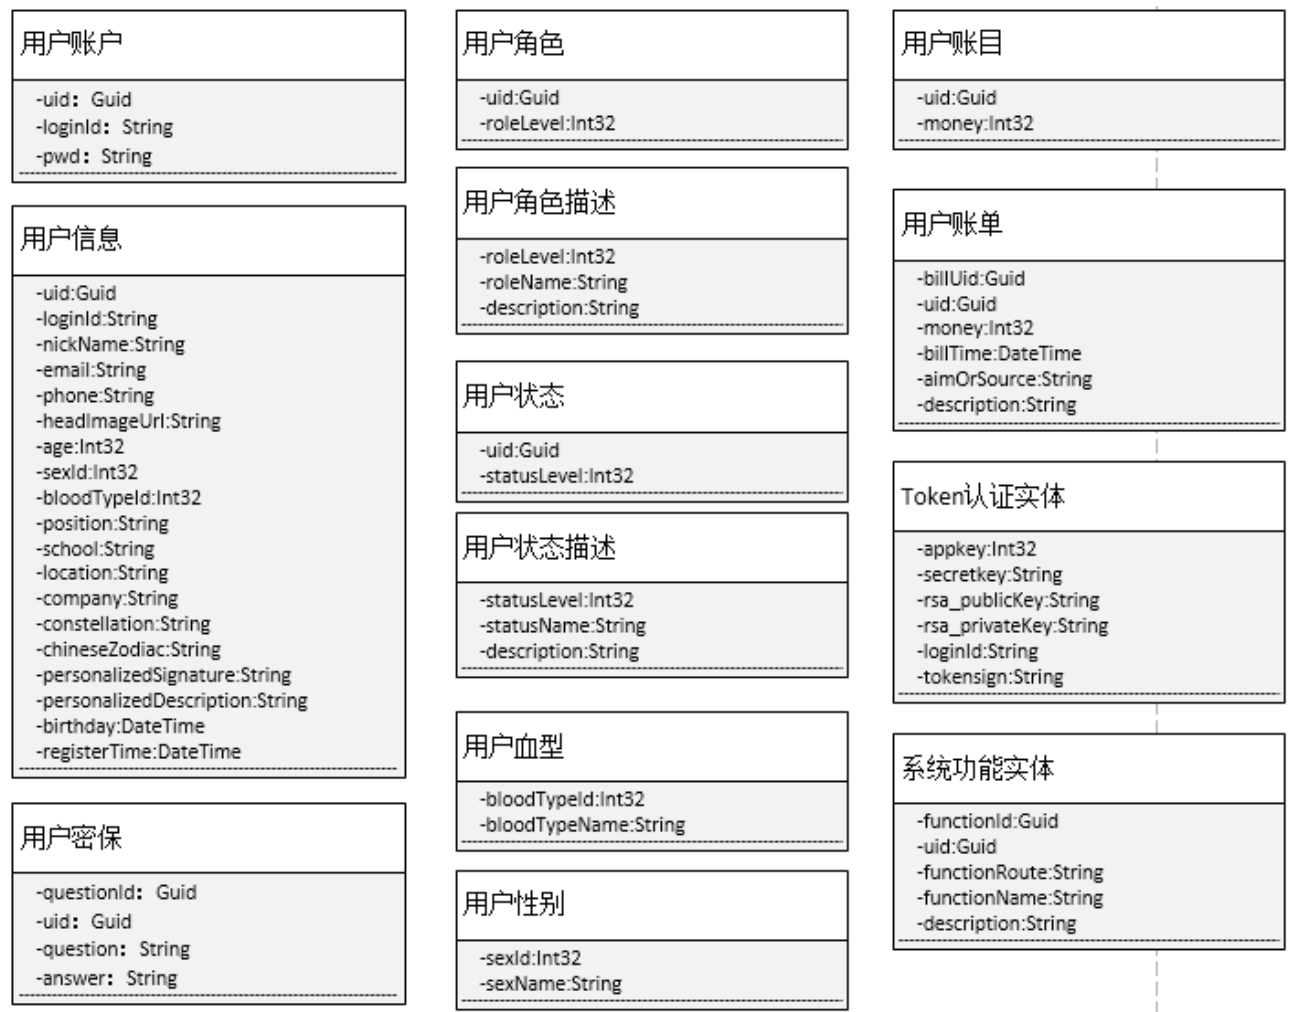 用户账户
-uid：Guid
-loginId：String
-pwd：String
用户信息
-uid:Guid
-loginId:String
-nickName:String
-email:String
-phone:String
-headImageUrl:String
-age:Int32
-sexId:Int32
-bloodTypeId:Int32
-position:String
-school:String
-location:String
-company:String
-constellation:String
-chineseZodiac:String
-personalizedSignature:String
-personalizedDescription:String
-birthday:DateTime
-registerTime:DateTime
用户密保
-questionId：Guid
-uid：Guid
-question：String
-answer：String
用户角色
-uid:Guid
-roleLevel:Int32
用户角色描述
-roleLevel:Int32
-roleName:String
-description:String
用户状态
-uid:Guid
-statusLevel:Int32
用户状态描述
-statusLevel:Int32
-statusName:String
-description:String
用户血型
-bloodTypeId:Int32
-bloodTypeName:String
用户性别
-sexId:Int32
-sexName:String
用户账目
-uid:Guid
-money:Int32
用户账单
-billUid:Guid
-uid:Guid
-money:Int32
-billTime:DateTime
-aimOrSource:String
-description:String
Token认证实体
-appkey:Int32
-secretkey:String
-rsa_publicKey:String
-rsa_privateKey:String
-loginId:String
-tokensign:String
系统功能实体
-functionId:Guid
-uid:Guid
-functionRoute:String
-functionName:String
-description:String